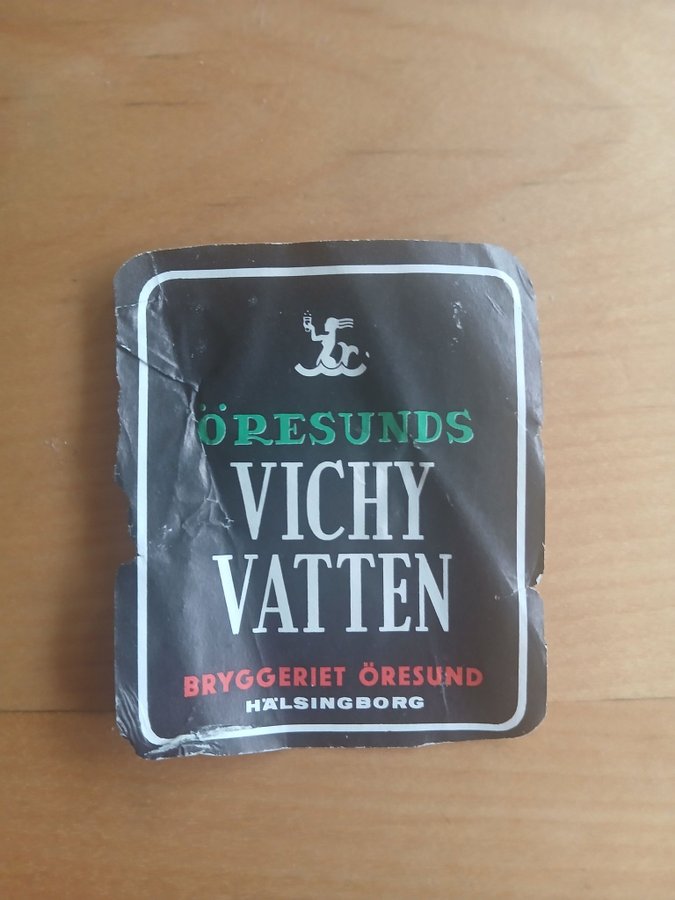 ÖRESUNDS
VICHY
VATTEN
BRYGGERIET ÖRESUND
HÄLSINGBORG